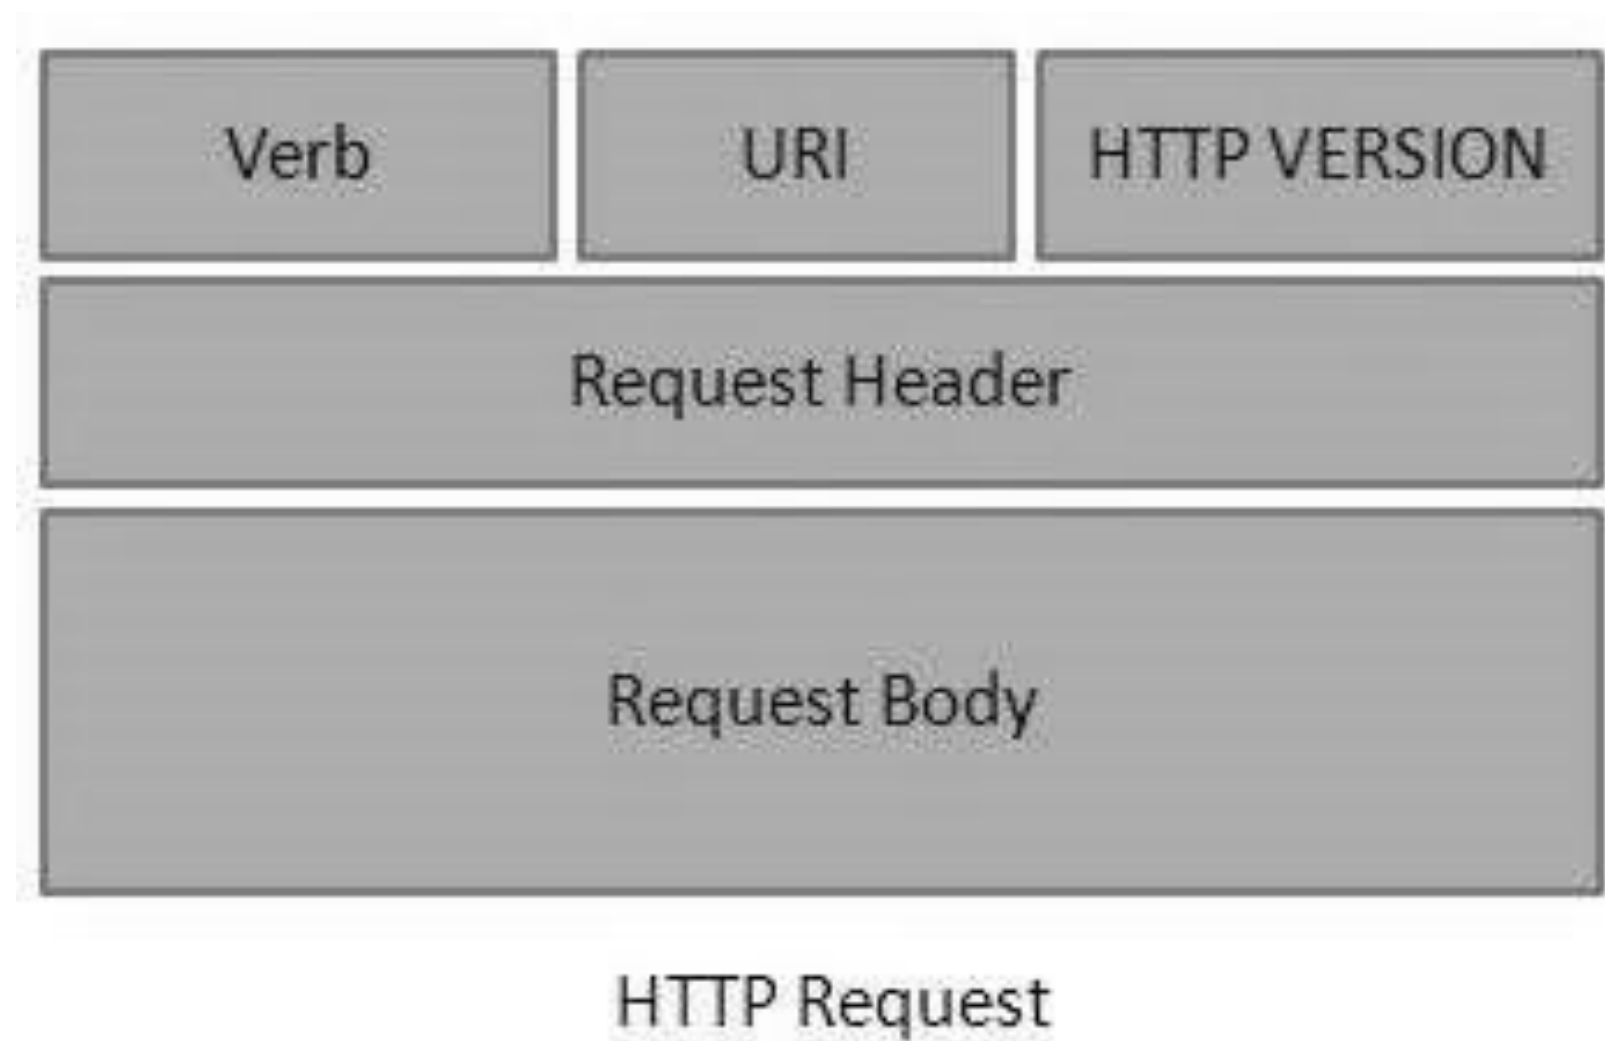 Verb URI HTTP VERSION
Request Header
Request Body
HTTP Request